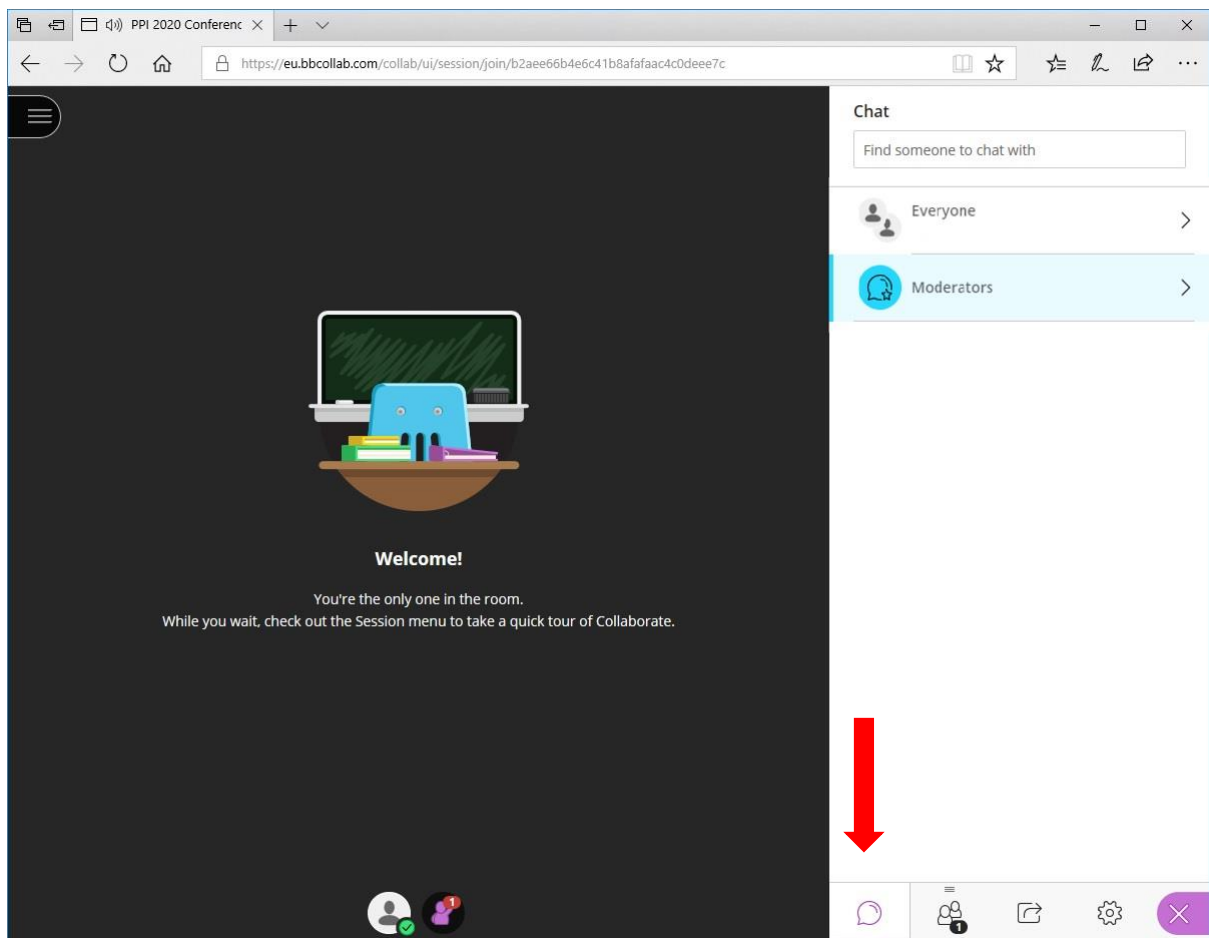 PPI 2020 Conferenc
https://eu.bbcollab.com/collab/ui/session/join/b2aee66b4e6c41b8afafaac4c0deee7c
Chat
Find someone to chat with
Everyone
Moderators
Welcome!
You're the only one in the room.
While you wait, check out the Session menu to take a quick tour of Collaborate.
1
1